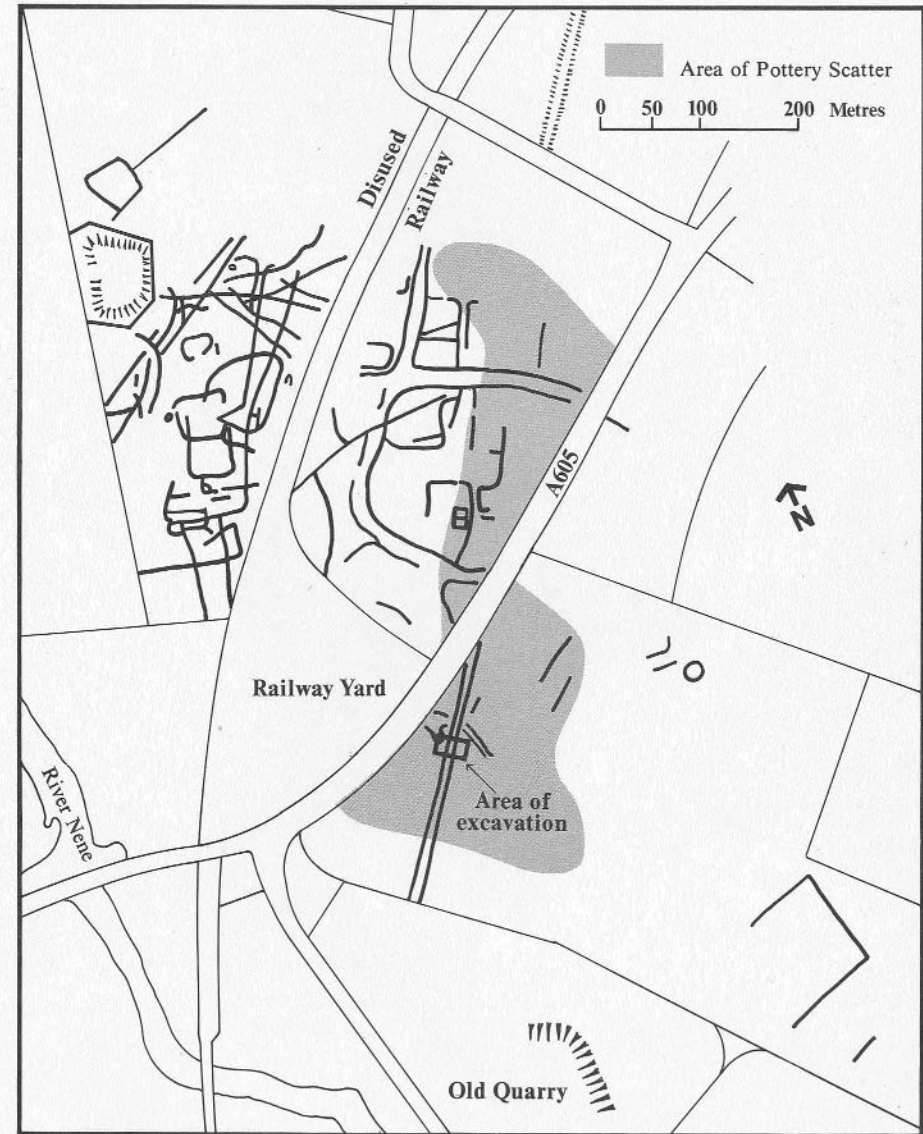 Area of Pottery Scatter
0 50 100 200 Metres
Disused
Railway
A605
N
Railway Yard
River Nene
Area of
excavation
Old Quarry